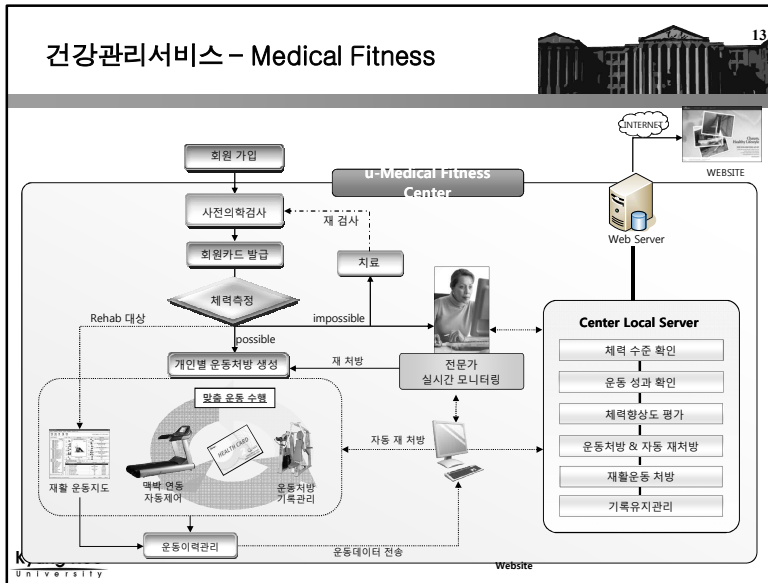 건강관리서비스 – Medical Fitness
13
INTERNET
WEBSITE
회원 가입
u-Medical Fitness
Center
사전의학검사
재 검사
Web Server
회원카드 발급
치료
체력측정
Rehab 대상
impossible
possible
Center Local Server
체력 수준 확인
운동 성과 확인
체력향상도 평가
운동처방 & 자동 재처방
재활운동 처방
기록유지관리
개인별 운동처방 생성
재 처방
전문가
실시간 모니터링
맞춤 운동 수행
HEALTH CARD
자동 재 처방
재활 운동지도
맥박 연동
자동제어
운동처방
기록관리
운동이력관리
운동데이터 전송
Website
University